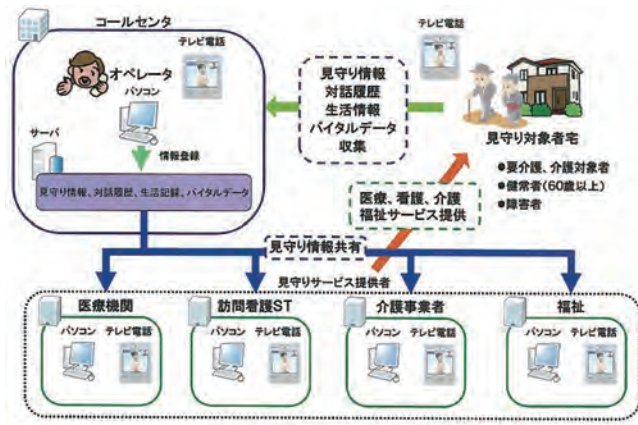 コールセンタ
テレビ電話
オペレータ
パソコン
サーバ
情報登録
見守り情報、対話履歴、生活記録、バイタルデータ
見守り情報
対話履歴
生活情報
バイタルデータ
収集
テレビ電話
見守り対象者宅
●要介護、介護対象者
●健常者(60歳以上)
●障害者
医療、看護、介護
福祉サービス提供
見守り情報共有
見守りサービス提供者
医療機関
パソコン テレビ電話
訪問看護ST
パソコン テレビ電話
介護事業者
パソコン テレビ電話
福祉
パソコン テレビ電話